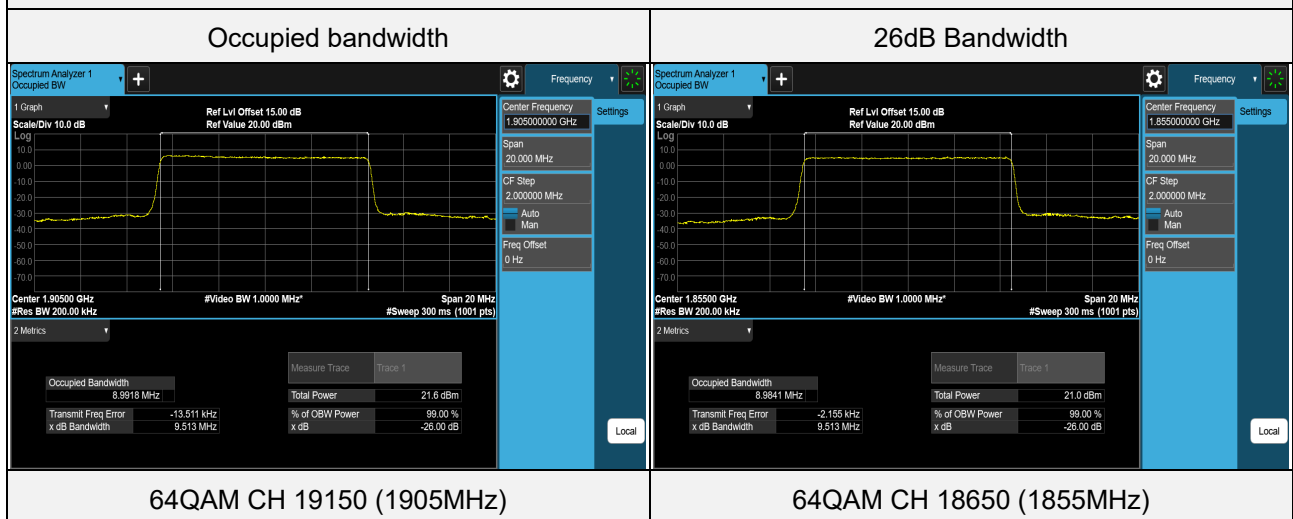 Occupied bandwidth
26dB Bandwidth
Spectrum Analyzer 1
Occupied BW
+
Frequency
1 Graph
Scale/Div 10.0 dB
Ref Lvl Offset 15.00 dB
Ref Value 20.00 dBm
Log
10.0
0.00
-10.0
-20.0
-30.0
-40.0
-50.0
-60.0
-70.0
Center 1.90500 GHz
#Video BW 1.0000 MHz*
Span 20 MHz
#Res BW 200.00 kHz
#Sweep 300 ms (1001 pts)
Center Frequency
1.905000000 GHz
Settings
Span
20.000 MHz
CF Step
2.000000 MHz
Auto
Man
Freq Offset
0 Hz
Local
2 Metrics
Measure Trace Trace 1
Occupied Bandwidth
8.9918 MHz
Total Power 21.6 dBm
Transmit Freq Error -13.511 kHz
% of OBW Power 99.00 %
x dB Bandwidth 9.513 MHz
x dB -26.00 dB
Spectrum Analyzer 1
Occupied BW
+
Frequency
1 Graph
Scale/Div 10.0 dB
Ref Lvl Offset 15.00 dB
Ref Value 20.00 dBm
Log
10.0
0.00
-10.0
-20.0
-30.0
-40.0
-50.0
-60.0
-70.0
Center 1.85500 GHz
#Video BW 1.0000 MHz*
Span 20 MHz
#Res BW 200.00 kHz
#Sweep 300 ms (1001 pts)
Center Frequency
1.855000000 GHz
Settings
Span
20.000 MHz
CF Step
2.000000 MHz
Auto
Man
Freq Offset
0 Hz
Local
2 Metrics
Measure Trace Trace 1
Occupied Bandwidth
8.9841 MHz
Total Power 21.0 dBm
Transmit Freq Error -2.155 kHz
% of OBW Power 99.00 %
x dB Bandwidth 9.513 MHz
x dB -26.00 dB
64QAM CH 19150 (1905MHz)
64QAM CH 18650 (1855MHz)